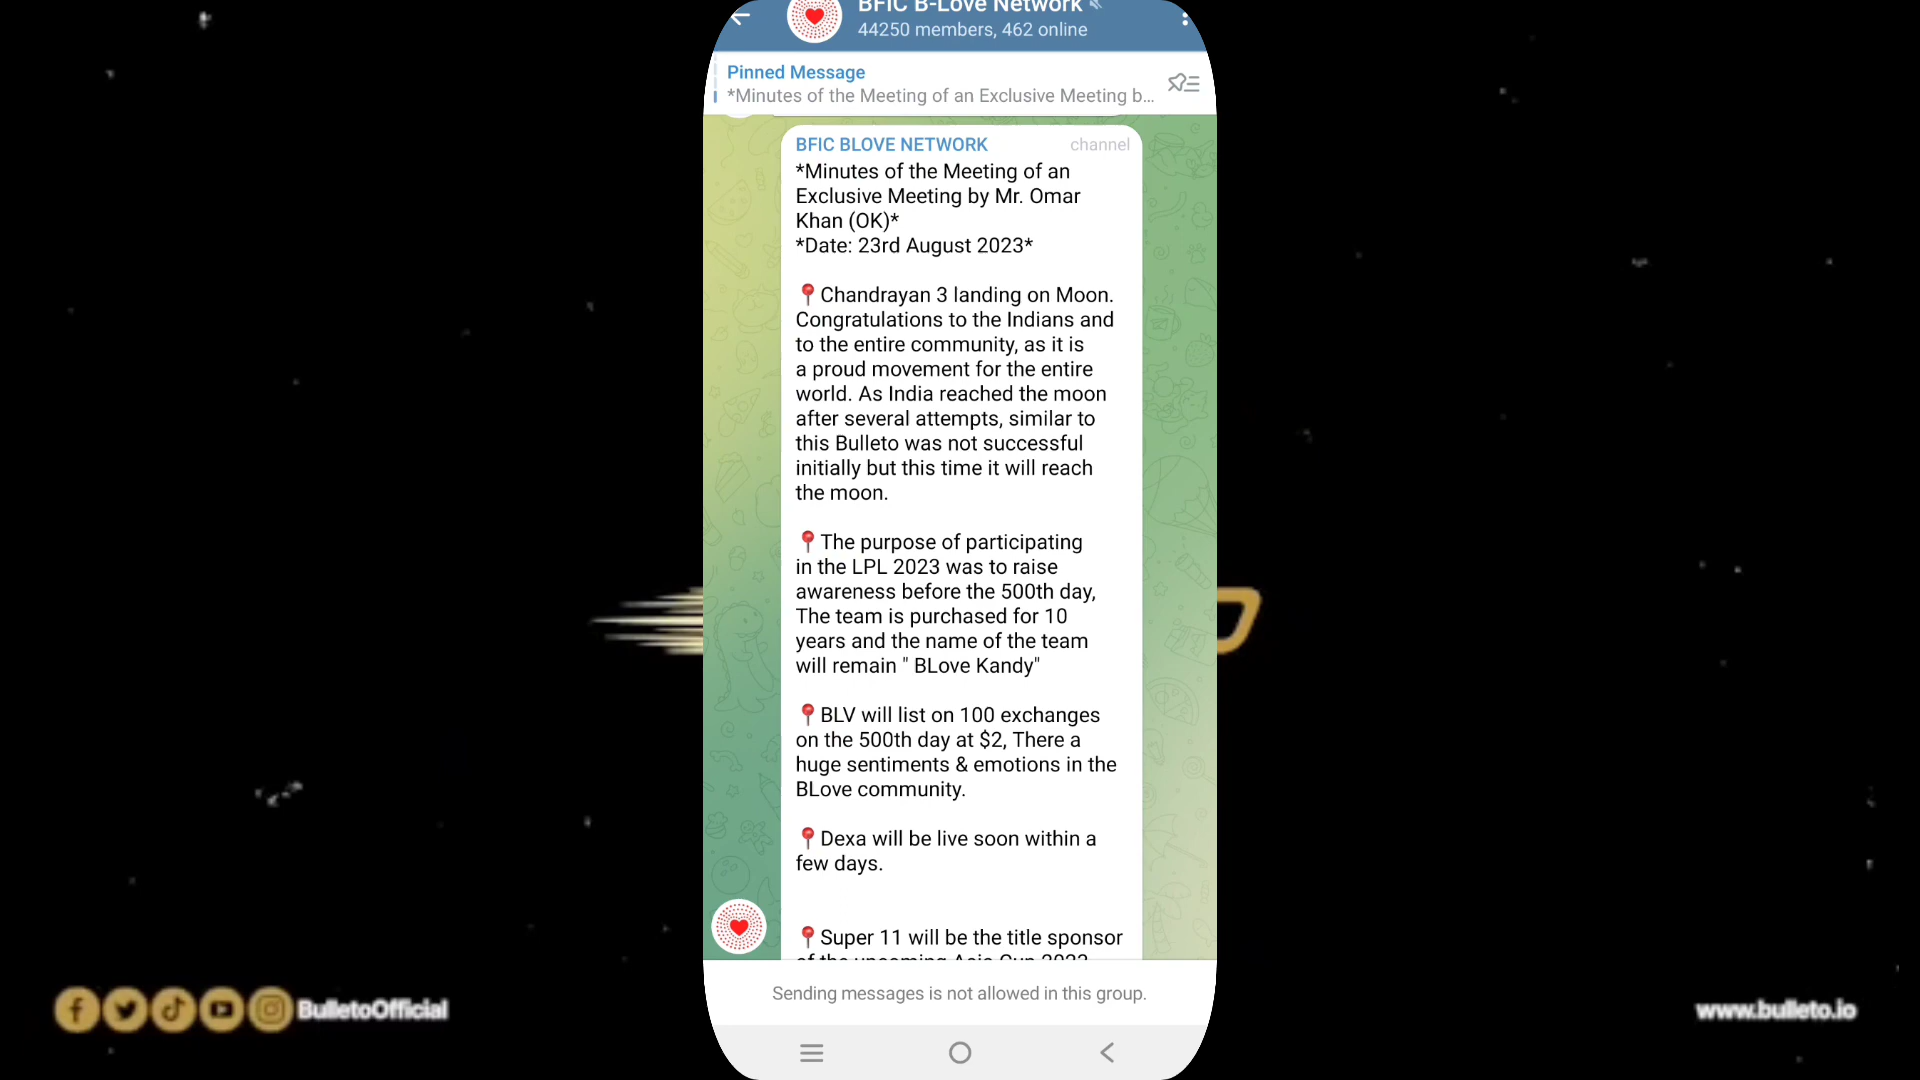 BFIC B-Love Network
44250 members, 462 online
Pinned Message
*Minutes of the Meeting of an Exclusive Meeting b...
BFIC BLOVE NETWORK channel
*Minutes of the Meeting of an
Exclusive Meeting by Mr. Omar
Khan (OK)*
*Date: 23rd August 2023*
📍Chandrayan 3 landing on Moon.
Congratulations to the Indians and
to the entire community, as it is
a proud movement for the entire
world. As India reached the moon
after several attempts, similar to
this Bulleto was not successful
initially but this time it will reach
the moon.
📍The purpose of participating
in the LPL 2023 was to raise
awareness before the 500th day,
The team is purchased for 10
years and the name of the team
will remain " BLove Kandy"
📍BLV will list on 100 exchanges
on the 500th day at $2, There a
huge sentiments & emotions in the
BLove community.
📍Dexa will be live soon within a
few days.
📍Super 11 will be the title sponsor
of the upcoming Asia Cup 2023
Sending messages is not allowed in this group.
BulletoOfficial
www.bulleto.io